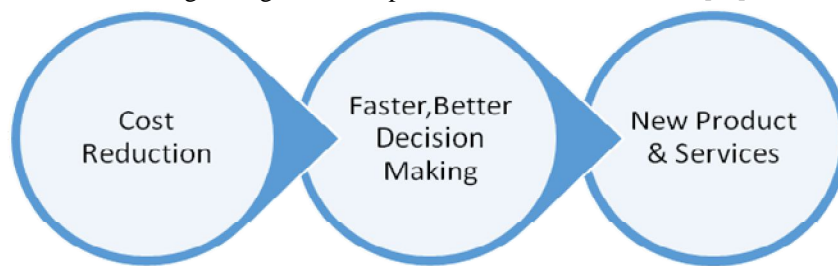 Cost
Reduction
Faster,Better
Decision
Making
New Product
& Services